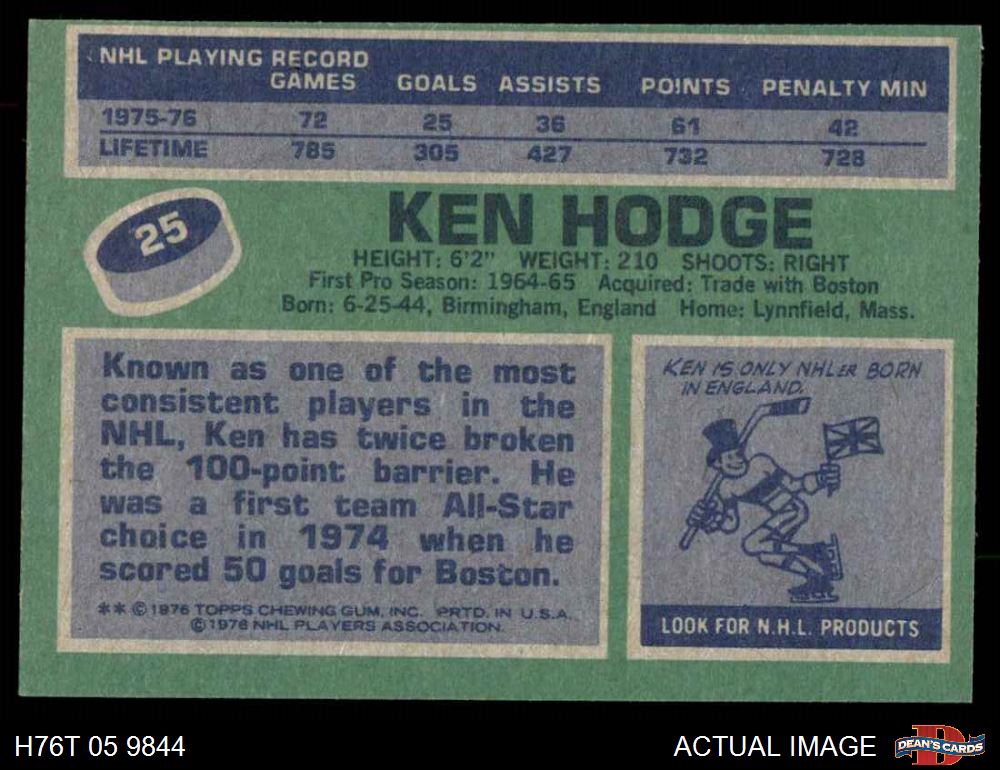 NHL PLAYING RECORD
GAMES GOALS ASSISTS POINTS PENALTY MIN
1975-76 72 25 36 61 42
LIFETIME 785 305 427 732 728
25
KEN HODGE
HEIGHT: 6'2" WEIGHT: 210 SHOOTS: RIGHT
First Pro Season: 1964-65 Acquired: Trade with Boston
Born: 6-25-44, Birmingham, England Home: Lynnfield, Mass.
Known as one of the most
consistent players in the
NHL, Ken has twice broken
the 100-point barrier. He
was a first team All-Star
choice in 1974 when he
scored 50 goals for Boston.
** © 1976 TOPPS CHEWING GUM, INC. PRTD. IN U.S.A.
© 1976 NHL PLAYERS ASSOCIATION.
KEN IS ONLY NHLER BORN
IN ENGLAND.
LOOK FOR N.H.L. PRODUCTS
H76T 05 9844
ACTUAL IMAGE
D
DEAN'S CARDS